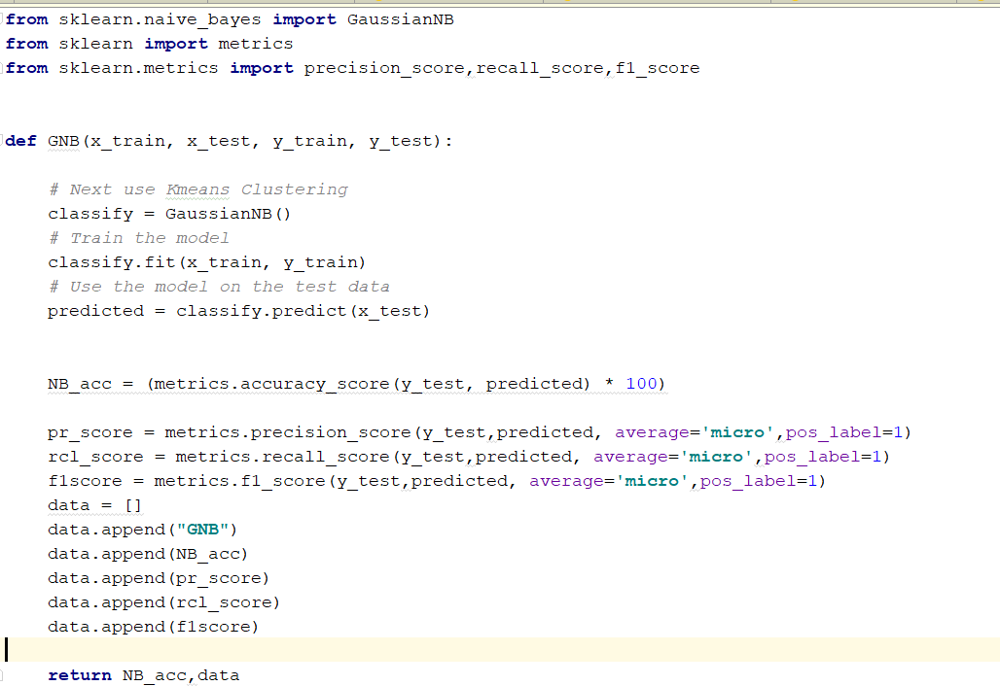 from sklearn.naive_bayes import GaussianNB
from sklearn import metrics
from sklearn.metrics import precision_score,recall_score,f1_score
def GNB(x_train, x_test, y_train, y_test):
    # Next use Kmeans Clustering
    classify = GaussianNB()
    # Train the model
    classify.fit(x_train, y_train)
    # Use the model on the test data
    predicted = classify.predict(x_test)
    NB_acc = (metrics.accuracy_score(y_test, predicted) * 100)
    pr_score = metrics.precision_score(y_test,predicted, average='micro',pos_label=1)
    rcl_score = metrics.recall_score(y_test,predicted, average='micro',pos_label=1)
    f1score = metrics.f1_score(y_test,predicted, average='micro',pos_label=1)
    data = []
    data.append("GNB")
    data.append(NB_acc)
    data.append(pr_score)
    data.append(rcl_score)
    data.append(f1score)
    return NB_acc,data